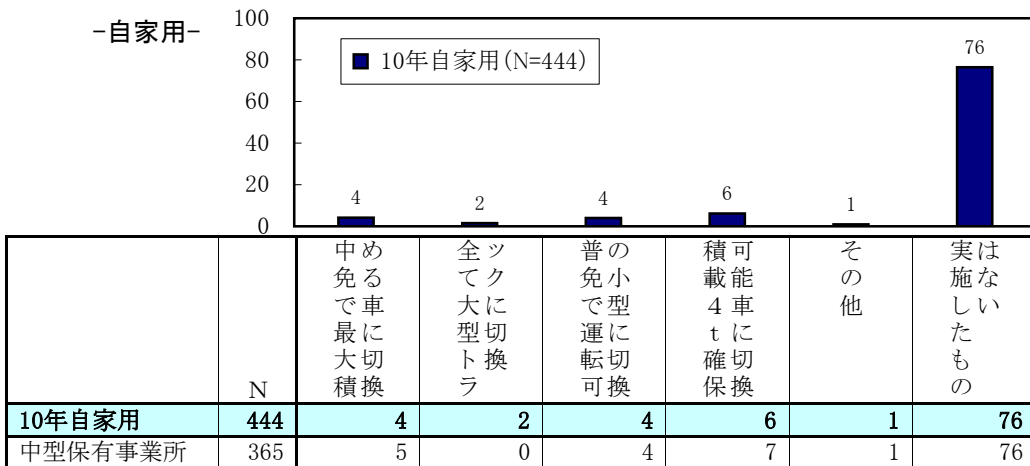 -自家用-
100
80
60
40
20
0
10年自家用(N=444)
4
2
4
6
1
76
N
中免で最大積
める車に切換
全て大型トラ
ックに切換
普免で運転可
の小型に切換
積載4t確保
可能車に切換
その他
実施したもの
はない
10年自家用 444 4 2 4 6 1 76
中型保有事業所 365 5 0 4 7 1 76